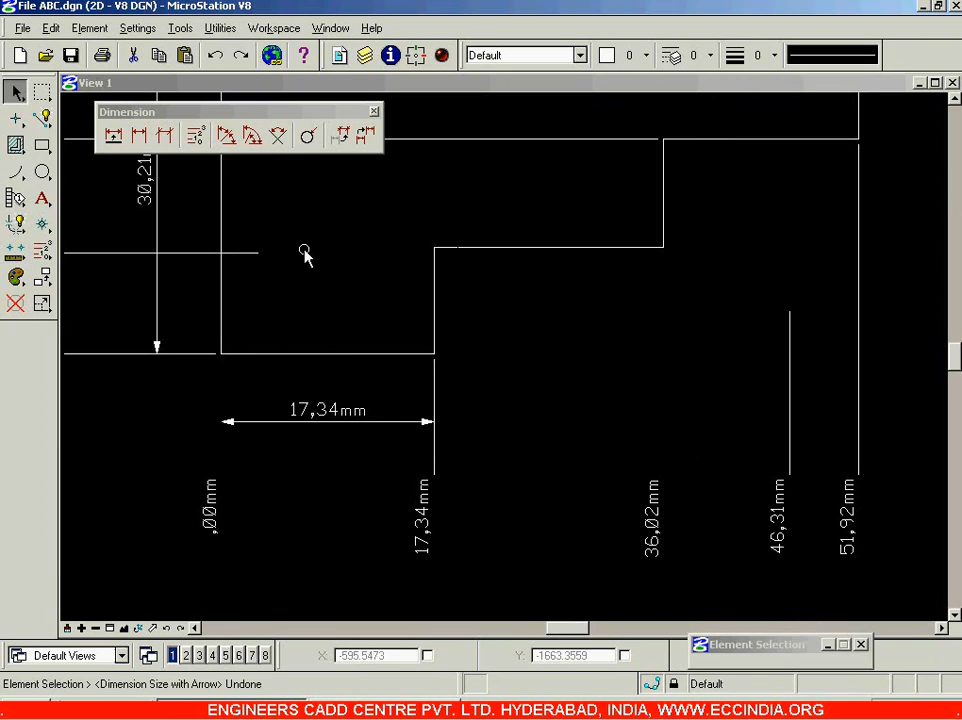 File ABC.dgn (2D - V8 DGN) - MicroStation V8
File Edit Element Settings Tools Utilities Workspace Window Help
Default 0 0 0
View 1
Dimension
30,21
17,34mm
,00mm
17,34mm
36,02mm
46,31mm
51,92mm
Default Views 1 2 3 4 5 6 7 8 X: -595.5473 Y: -1663.3559
Element Selection
Element Selection > <Dimension Size with Arrow> Undone Default
ENGINEERS CADD CENTRE PVT. LTD. HYDERABAD, INDIA, WWW.ECCINDIA.ORG